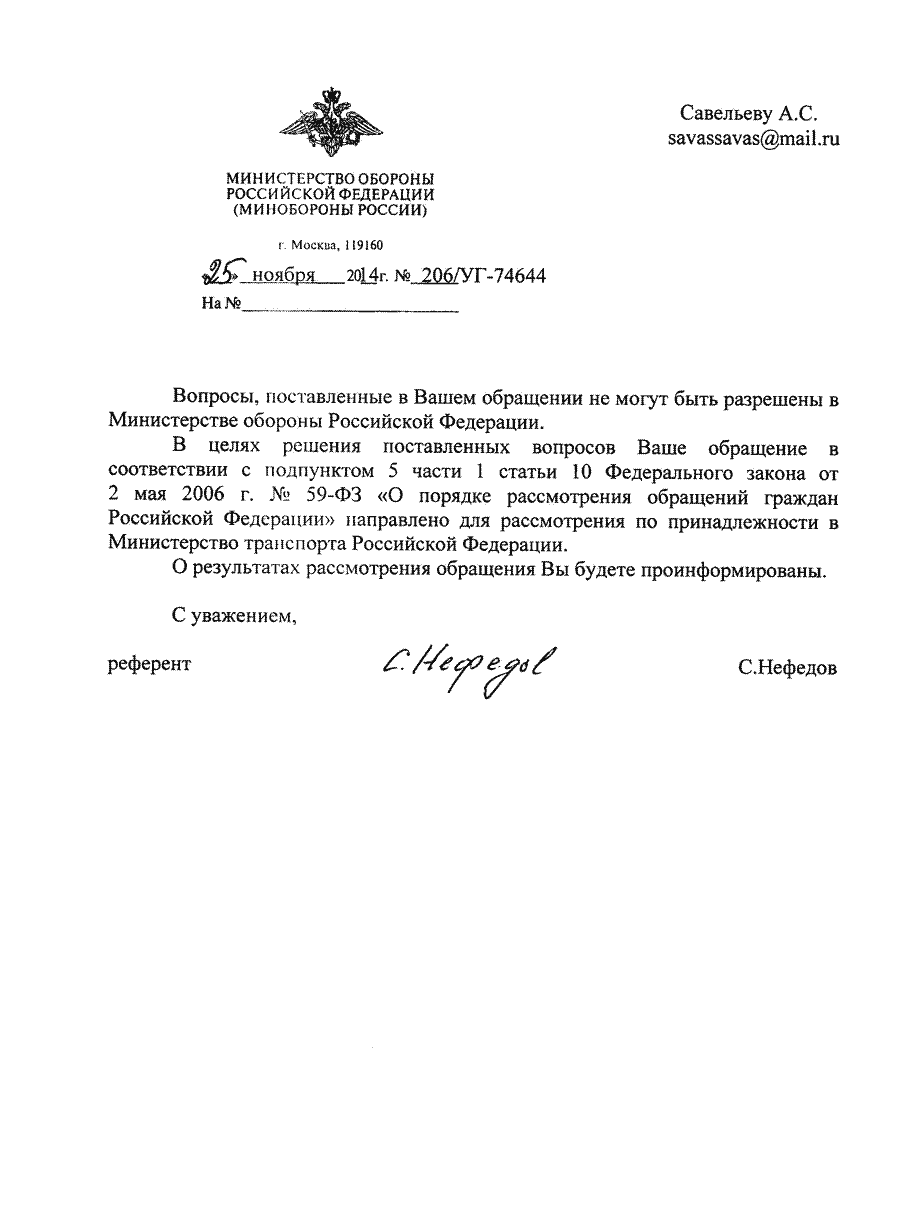 Савельеву А.С.
savassavas@mail.ru
МИНИСТЕРСТВО ОБОРОНЫ
РОССИЙСКОЙ ФЕДЕРАЦИИ
(МИНОБОРОНЫ РОССИИ)
г. Москва, 119160
«25» ноября 2014г. № 206/УГ-74644
На №
Вопросы, поставленные в Вашем обращении не могут быть разрешены в
Министерстве обороны Российской Федерации.
В целях решения поставленных вопросов Ваше обращение в
соответствии с подпунктом 5 части 1 статьи 10 Федерального закона от
2 мая 2006 г. № 59-ФЗ «О порядке рассмотрения обращений граждан
Российской Федерации» направлено для рассмотрения по принадлежности в
Министерство транспорта Российской Федерации.
О результатах рассмотрения обращения Вы будете проинформированы.
С уважением,
референт С.Нефедов С.Нефедов